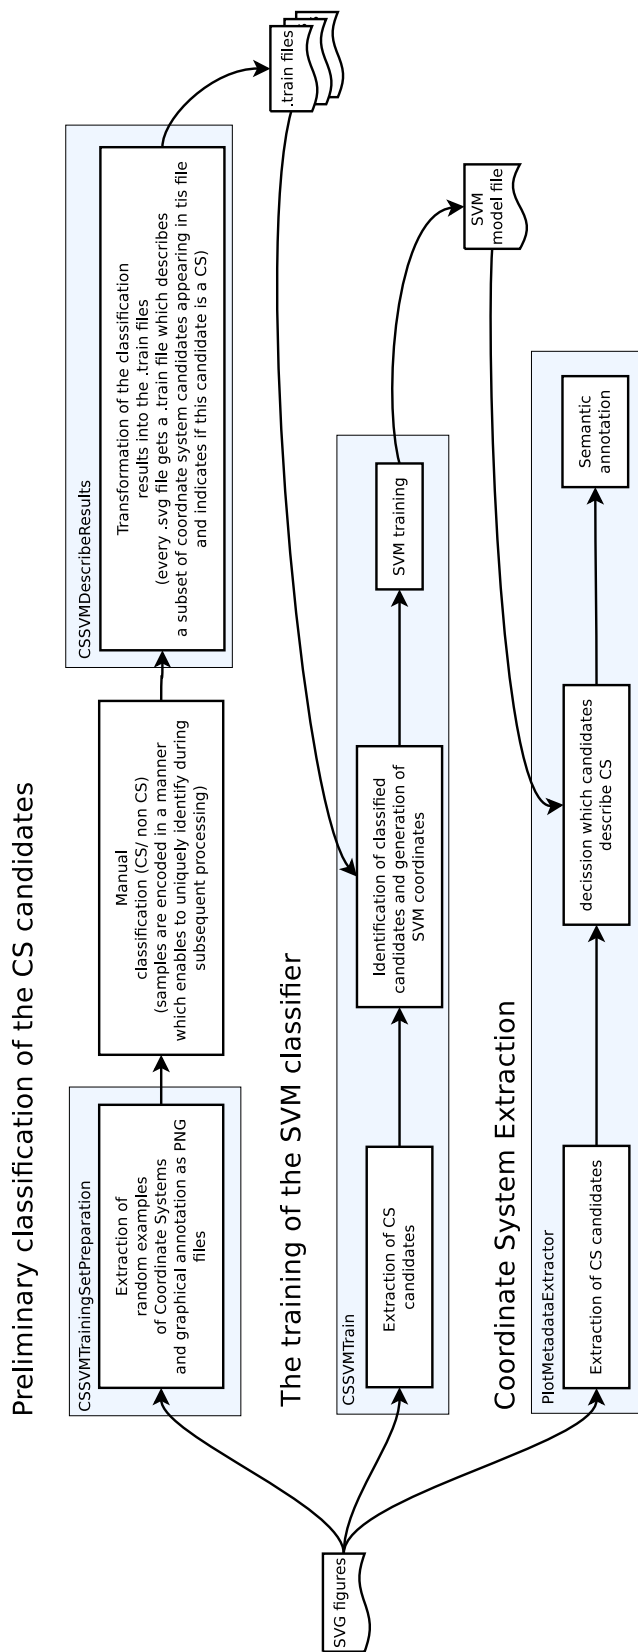 Preliminary classification of the CS candidates
CSSVMTrainingSetPreparation
Extraction of
random examples
of Coordinate Systems
and graphical annotation as PNG
files
Manual
classification (CS/ non CS)
(samples are encoded in a manner
which enables to uniquely identify during
subsequent processing)
CSSVMDescribeResults
Transformation of the classification
results into the .train files
(every .svg file gets a .train file which describes
a subset of coordnate system candidates appearing in tis file
and indicates if this candidate is a CS)
.train files
SVG figures
The training of the SVM classifier
CSSVMTrain
Extraction of CS
candidates
Identification of classified
candidates and generation of
SVM coordinates
SVM training
SVM
model file
Coordinate System Extraction
PlotMetadataExtractor
Extraction of CS candidates
decission which candidates
describe CS
Semantic
annotation